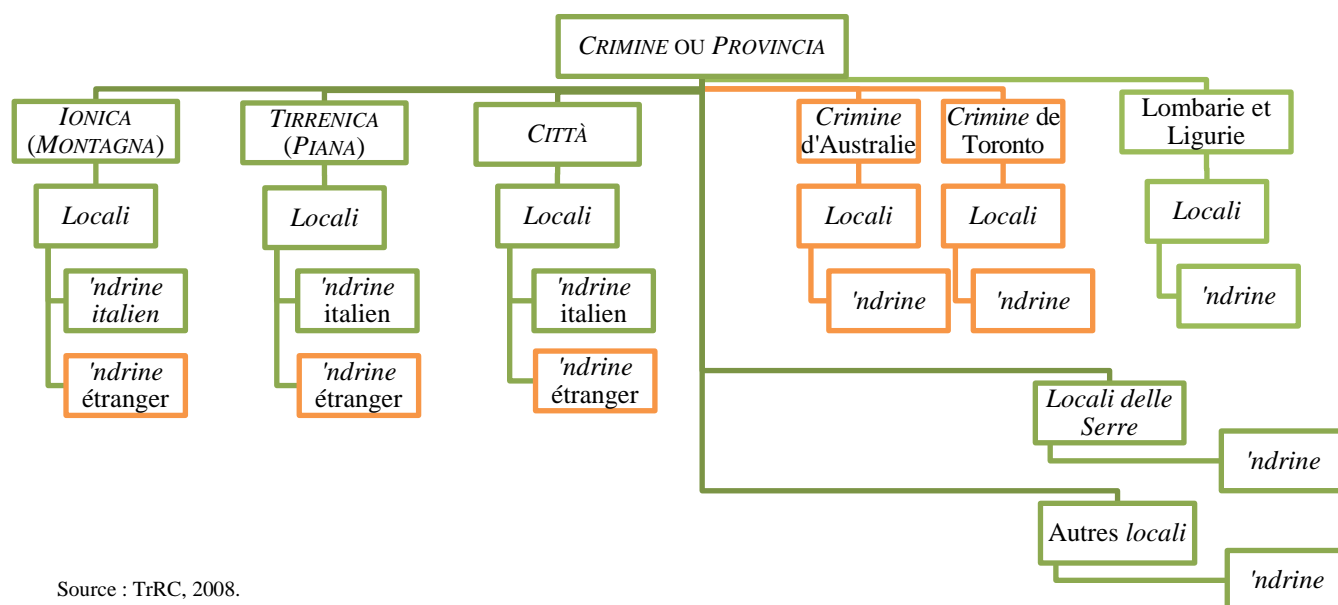 CRIMINE OU PROVINCIA
IONICA
(MONTAGNA)
TIRRENICA
(PIANA)
CITTÀ
Crimine
d'Australie
Crimine de
Toronto
Lombarie et
Ligurie
Locali
Locali
Locali
Locali
Locali
Locali
'ndrine
italien
'ndrine
italien
'ndrine
italien
'ndrine
'ndrine
'ndrine
'ndrine
étranger
'ndrine
étranger
'ndrine
étranger
Locali delle
Serre
'ndrine
Autres locali
'ndrine
Source : TrRC, 2008.